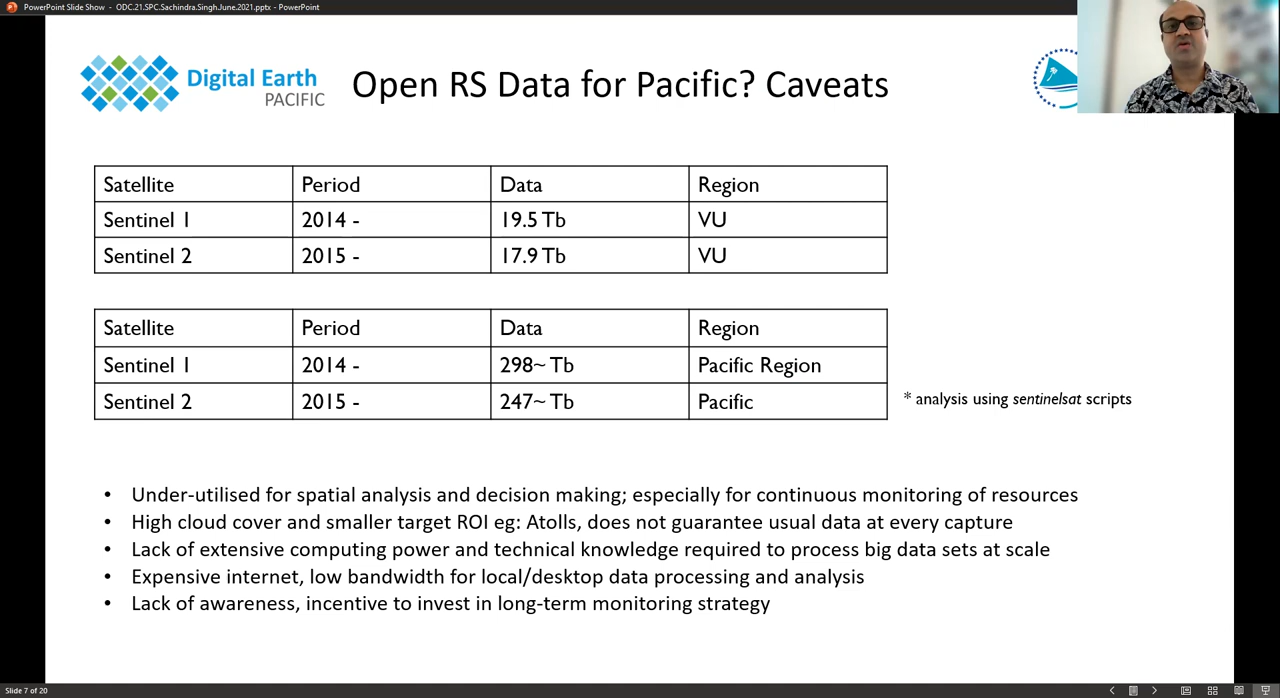 PowerPoint Slide Show - ODC.21.SPC.Sachindra.Singh.June.2021.pptx - PowerPoint
Digital Earth
PACIFIC
Open RS Data for Pacific? Caveats
Satellite Period Data Region
Sentinel 1 2014 - 19.5 Tb VU
Sentinel 2 2015 - 17.9 Tb VU
Satellite Period Data Region
Sentinel 1 2014 - 298~ Tb Pacific Region
Sentinel 2 2015 - 247~ Tb Pacific
* analysis using sentinelsat scripts
• Under-utilised for spatial analysis and decision making; especially for continuous monitoring of resources
• High cloud cover and smaller target ROI eg: Atolls, does not guarantee usual data at every capture
• Lack of extensive computing power and technical knowledge required to process big data sets at scale
• Expensive internet, low bandwidth for local/desktop data processing and analysis
• Lack of awareness, incentive to invest in long-term monitoring strategy
Slide 7 of 20